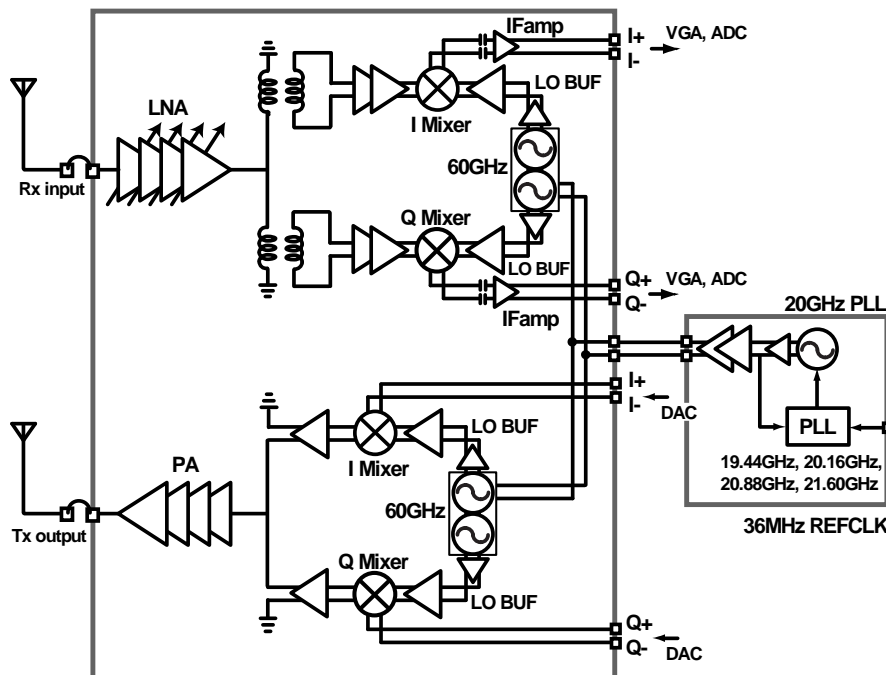 IFamp
I+
I-
VGA, ADC
LNA
LO BUF
I Mixer
60GHz
Rx input
Q Mixer
LO BUF
Q+
Q-
VGA, ADC
IFamp
20GHz PLL
I+
I-
DAC
PLL
LO BUF
I Mixer
19.44GHz, 20.16GHz,
20.88GHz, 21.60GHz
PA
60GHz
36MHz REFCLK
Tx output
Q Mixer
LO BUF
Q+
Q-
DAC